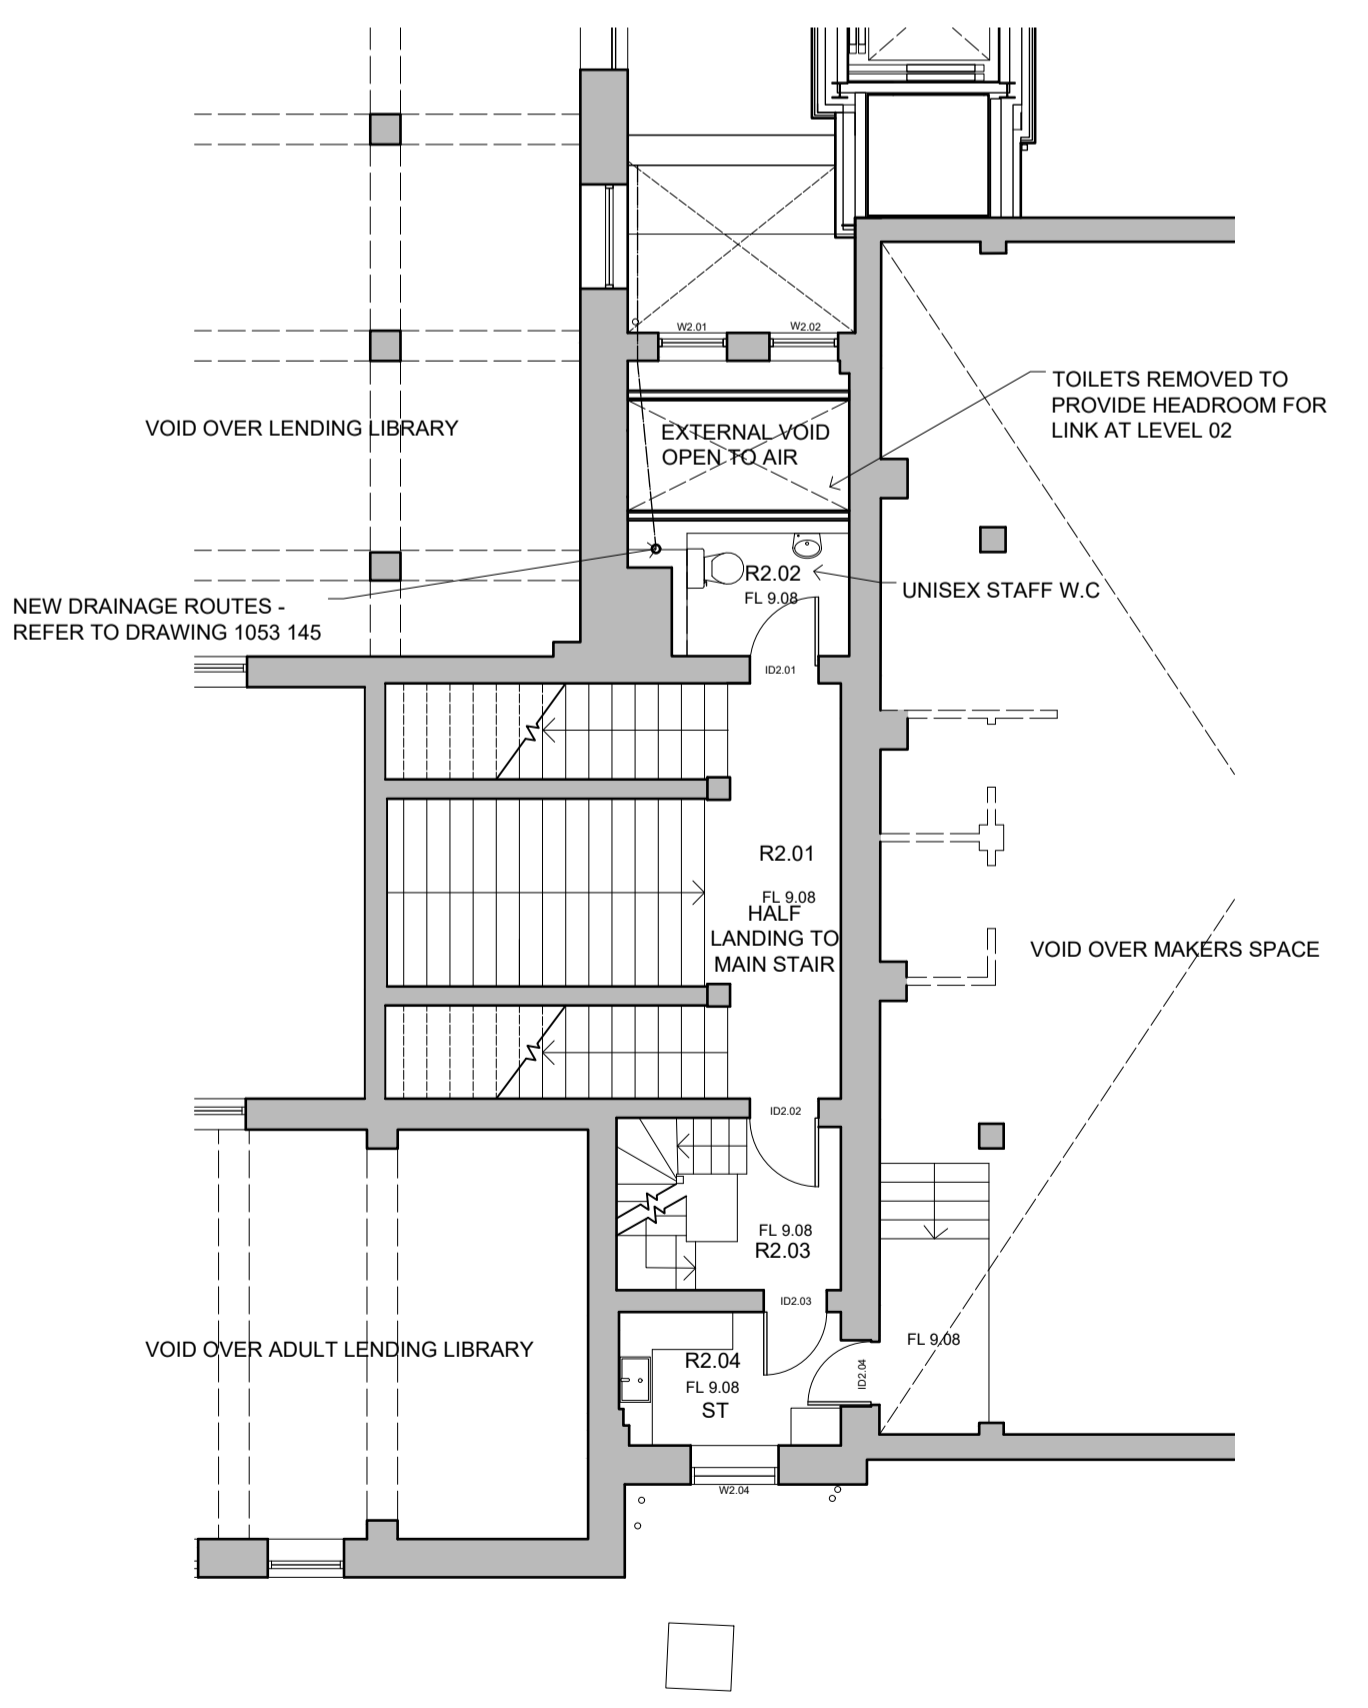 W2.01
W2.02
TOILETS REMOVED TO
PROVIDE HEADROOM FOR
LINK AT LEVEL 02
VOID OVER LENDING LIBRARY
EXTERNAL VOID
OPEN TO AIR
R2.02
FL 9.08
UNISEX STAFF W.C
NEW DRAINAGE ROUTES -
REFER TO DRAWING 1053 145
ID2.01
R2.01
FL 9.08
HALF
LANDING TO
MAIN STAIR
VOID OVER MAKERS SPACE
ID2.02
FL 9.08
R2.03
ID2.03
FL 9.08
VOID OVER ADULT LENDING LIBRARY
R2.04
FL 9.08
ST
ID2.04
W2.04